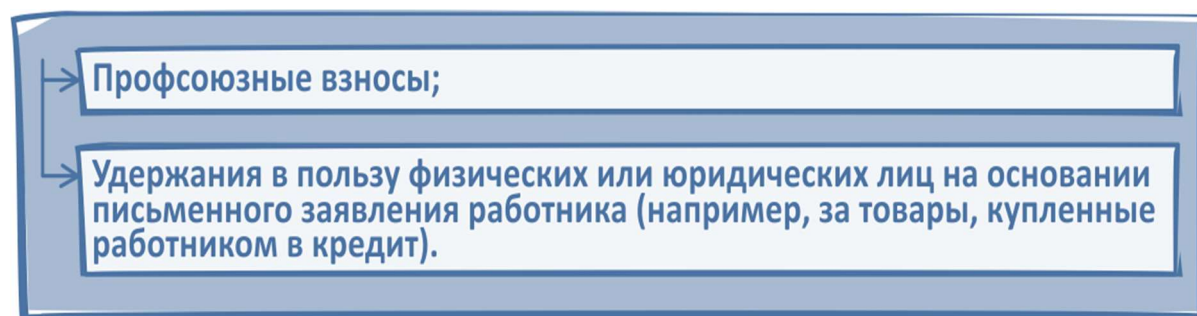 Профсоюзные взносы;
Удержания в пользу физических или юридических лиц на основании
письменного заявления работника (например, за товары, купленные
работником в кредит).